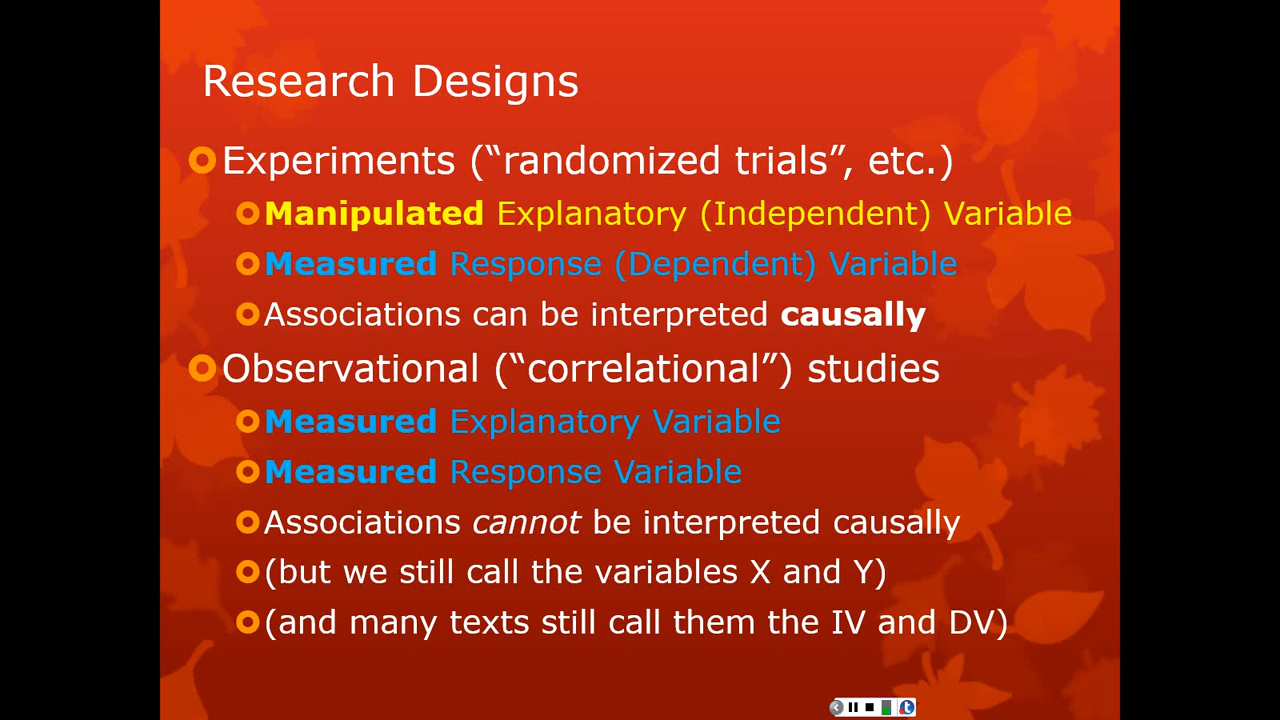 Research Designs
Experiments (“randomized trials”, etc.)
Manipulated Explanatory (Independent) Variable
Measured Response (Dependent) Variable
Associations can be interpreted causally
Observational (“correlational”) studies
Measured Explanatory Variable
Measured Response Variable
Associations cannot be interpreted causally
(but we still call the variables X and Y)
(and many texts still call them the IV and DV)